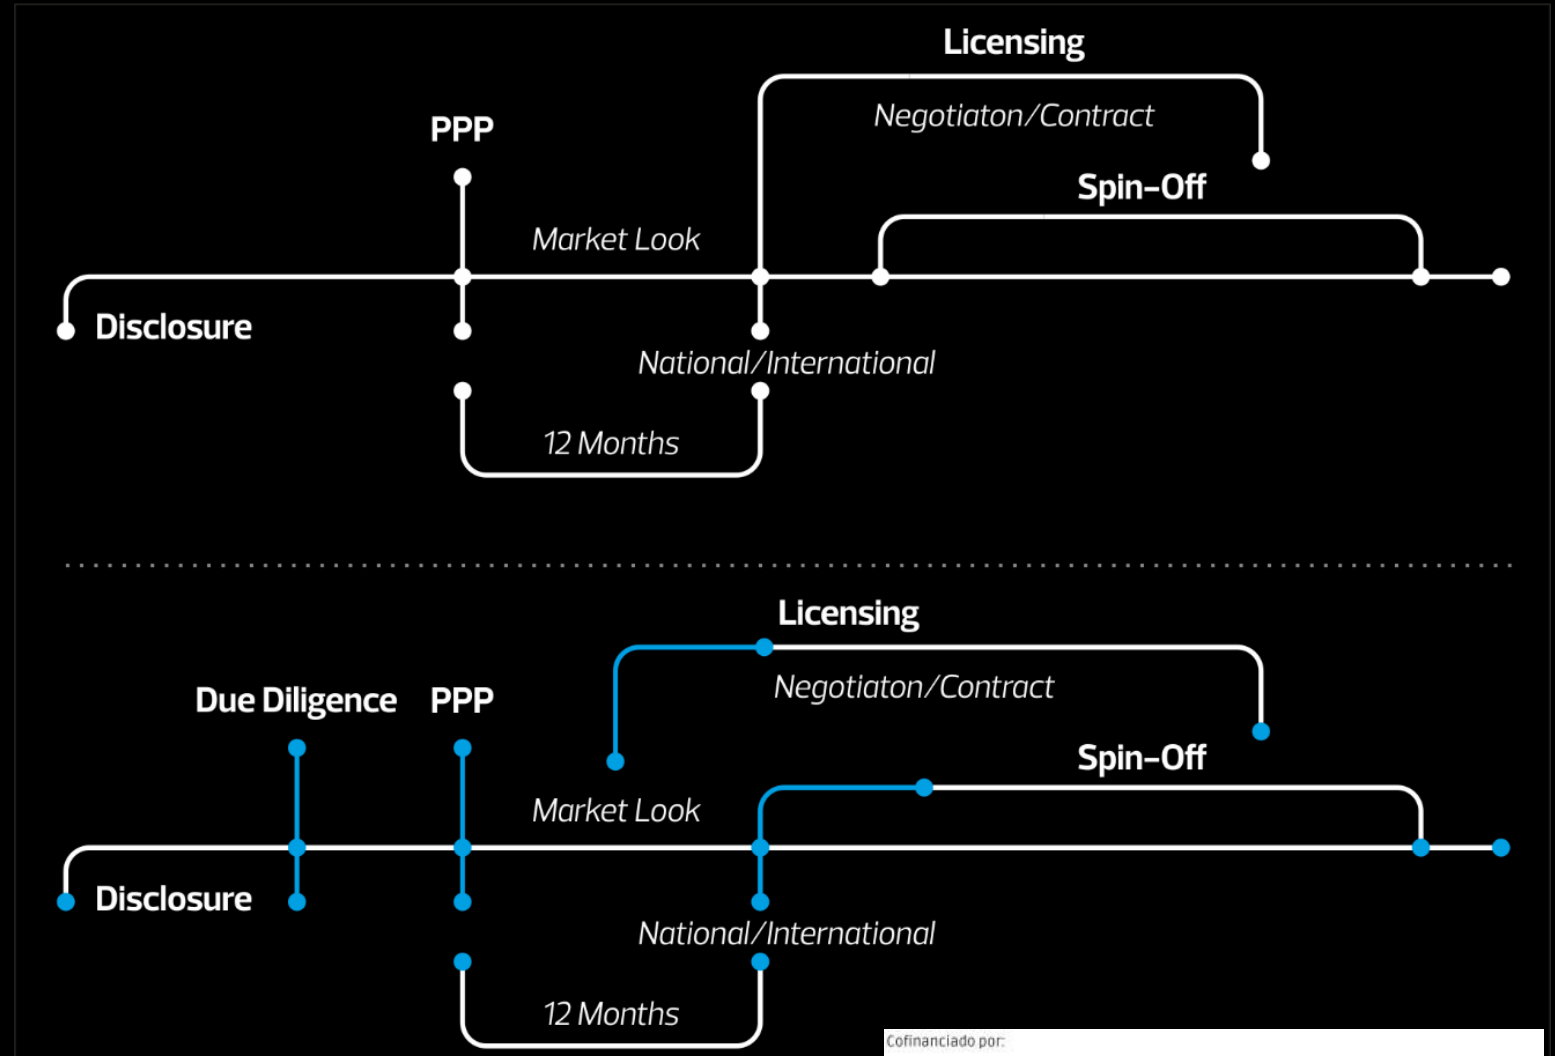 Licensing
Negotiaton/Contract
PPP
Spin-Off
Market Look
Disclosure
National/International
12 Months
Licensing
Negotiaton/Contract
Due Diligence
PPP
Spin-Off
Market Look
Disclosure
National/International
12 Months
Cofinanciado por: